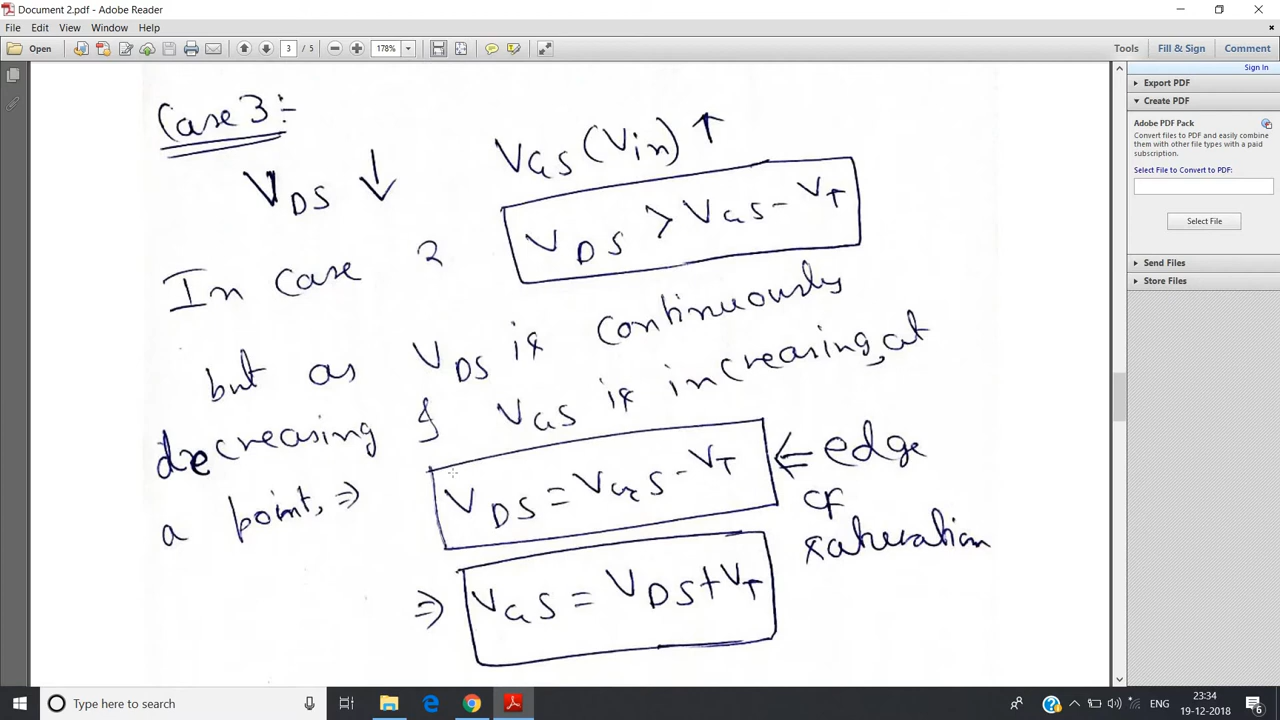 Document 2.pdf - Adobe Reader
File Edit View Window Help
Open 3 / 5 178% Tools Fill & Sign Comment
Sign In
Export PDF
Create PDF
Adobe PDF Pack
Convert files to PDF and easily combine
them with other file types with a paid
subscription.
Select File to Convert to PDF:
Select File
Send Files
Store Files
Case 3:-
VDS ↓ VGS (Vin) ↑
In case 2 VDS > VGS - VT
but as VDS is continuously
decreasing & VGS is increasing, at
a point, ⇒ VDS = VGS - VT ⇐ edge
of
saturation
⇒ VGS = VDS + VT
Type here to search
ENG 23:34
19-12-2018 6